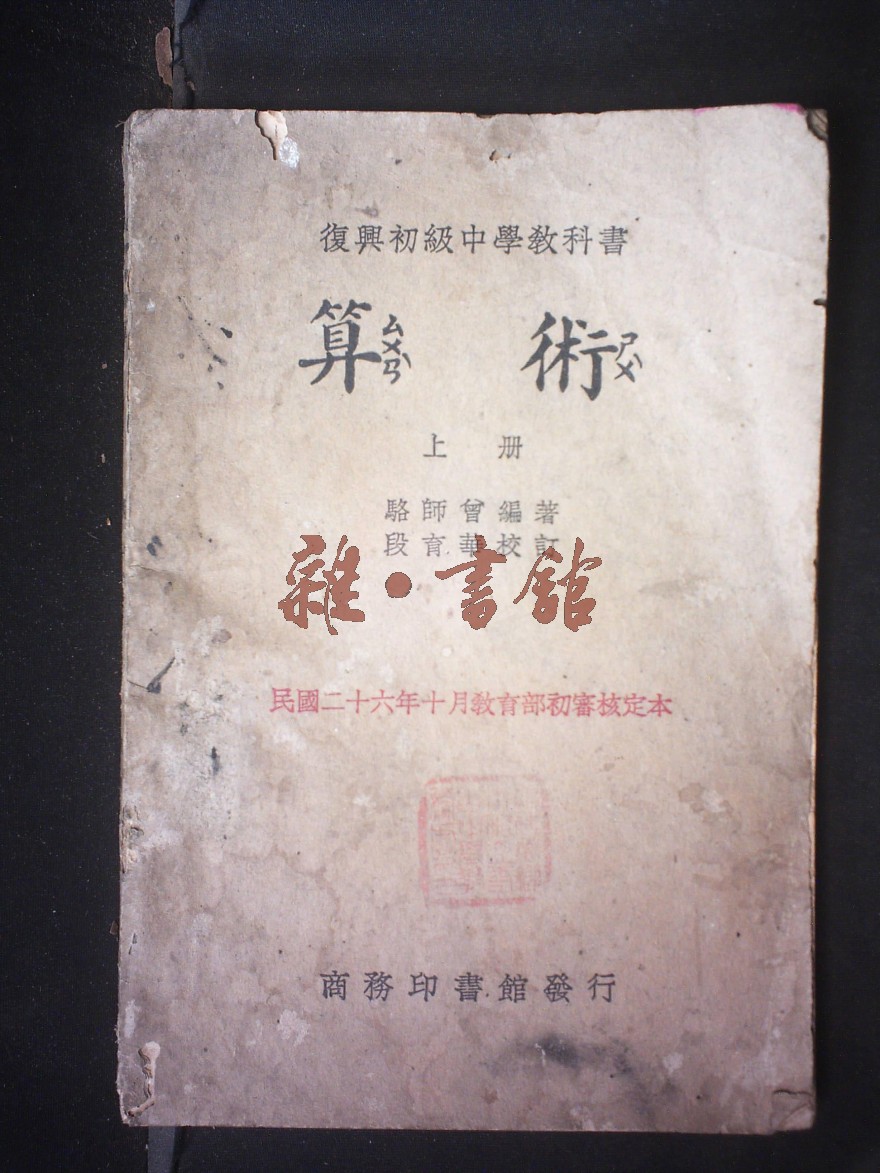 復興初級中學教科書
算ㄙㄨㄢˋ 術ㄕㄨˋ
上 册
駱師曾編著
段育華校訂
雜·書館
民國二十六年十月教育部初審核定本
商務印書館發行